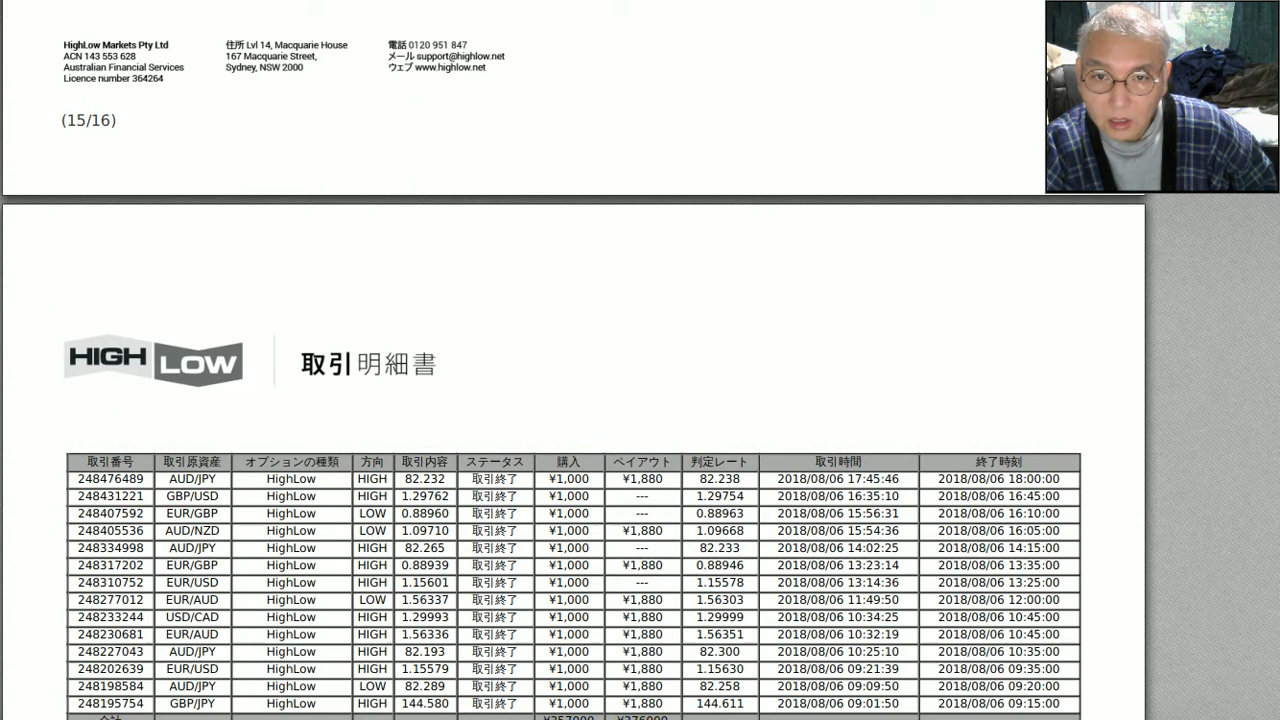 HighLow Markets Pty Ltd
ACN 143 553 628
Australian Financial Services
Licence number 364264
住所 Lvl 14, Macquarie House
167 Macquarie Street,
Sydney, NSW 2000
電話 0120 951 847
メール support@highlow.net
ウェブ www.highlow.net
(15/16)
HIGH LOW 取引明細書
取引番号 取引原資産 オプションの種類 方向 取引内容 ステータス 購入 ペイアウト 判定レート 取引時間 終了時刻
248476489 AUD/JPY HighLow HIGH 82.232 取引終了 ¥1,000 ¥1,880 82.238 2018/08/06 17:45:46 2018/08/06 18:00:00
248431221 GBP/USD HighLow HIGH 1.29762 取引終了 ¥1,000 --- 1.29754 2018/08/06 16:35:10 2018/08/06 16:45:00
248407592 EUR/GBP HighLow LOW 0.88960 取引終了 ¥1,000 --- 0.88963 2018/08/06 15:56:31 2018/08/06 16:10:00
248405536 AUD/NZD HighLow LOW 1.09710 取引終了 ¥1,000 ¥1,880 1.09668 2018/08/06 15:54:36 2018/08/06 16:05:00
248334998 AUD/JPY HighLow HIGH 82.265 取引終了 ¥1,000 --- 82.233 2018/08/06 14:02:25 2018/08/06 14:15:00
248317202 EUR/GBP HighLow HIGH 0.88939 取引終了 ¥1,000 ¥1,880 0.88946 2018/08/06 13:23:14 2018/08/06 13:35:00
248310752 EUR/USD HighLow HIGH 1.15601 取引終了 ¥1,000 --- 1.15578 2018/08/06 13:14:36 2018/08/06 13:25:00
248277012 EUR/AUD HighLow LOW 1.56337 取引終了 ¥1,000 ¥1,880 1.56303 2018/08/06 11:49:50 2018/08/06 12:00:00
248233244 USD/CAD HighLow HIGH 1.29993 取引終了 ¥1,000 ¥1,880 1.29999 2018/08/06 10:34:25 2018/08/06 10:45:00
248230681 EUR/AUD HighLow HIGH 1.56336 取引終了 ¥1,000 ¥1,880 1.56351 2018/08/06 10:32:19 2018/08/06 10:45:00
248227043 AUD/JPY HighLow HIGH 82.193 取引終了 ¥1,000 ¥1,880 82.300 2018/08/06 10:25:10 2018/08/06 10:35:00
248202639 EUR/USD HighLow HIGH 1.15579 取引終了 ¥1,000 ¥1,880 1.15630 2018/08/06 09:21:39 2018/08/06 09:35:00
248198584 AUD/JPY HighLow LOW 82.289 取引終了 ¥1,000 ¥1,880 82.258 2018/08/06 09:09:50 2018/08/06 09:20:00
248195754 GBP/JPY HighLow HIGH 144.580 取引終了 ¥1,000 ¥1,880 144.611 2018/08/06 09:01:50 2018/08/06 09:15:00